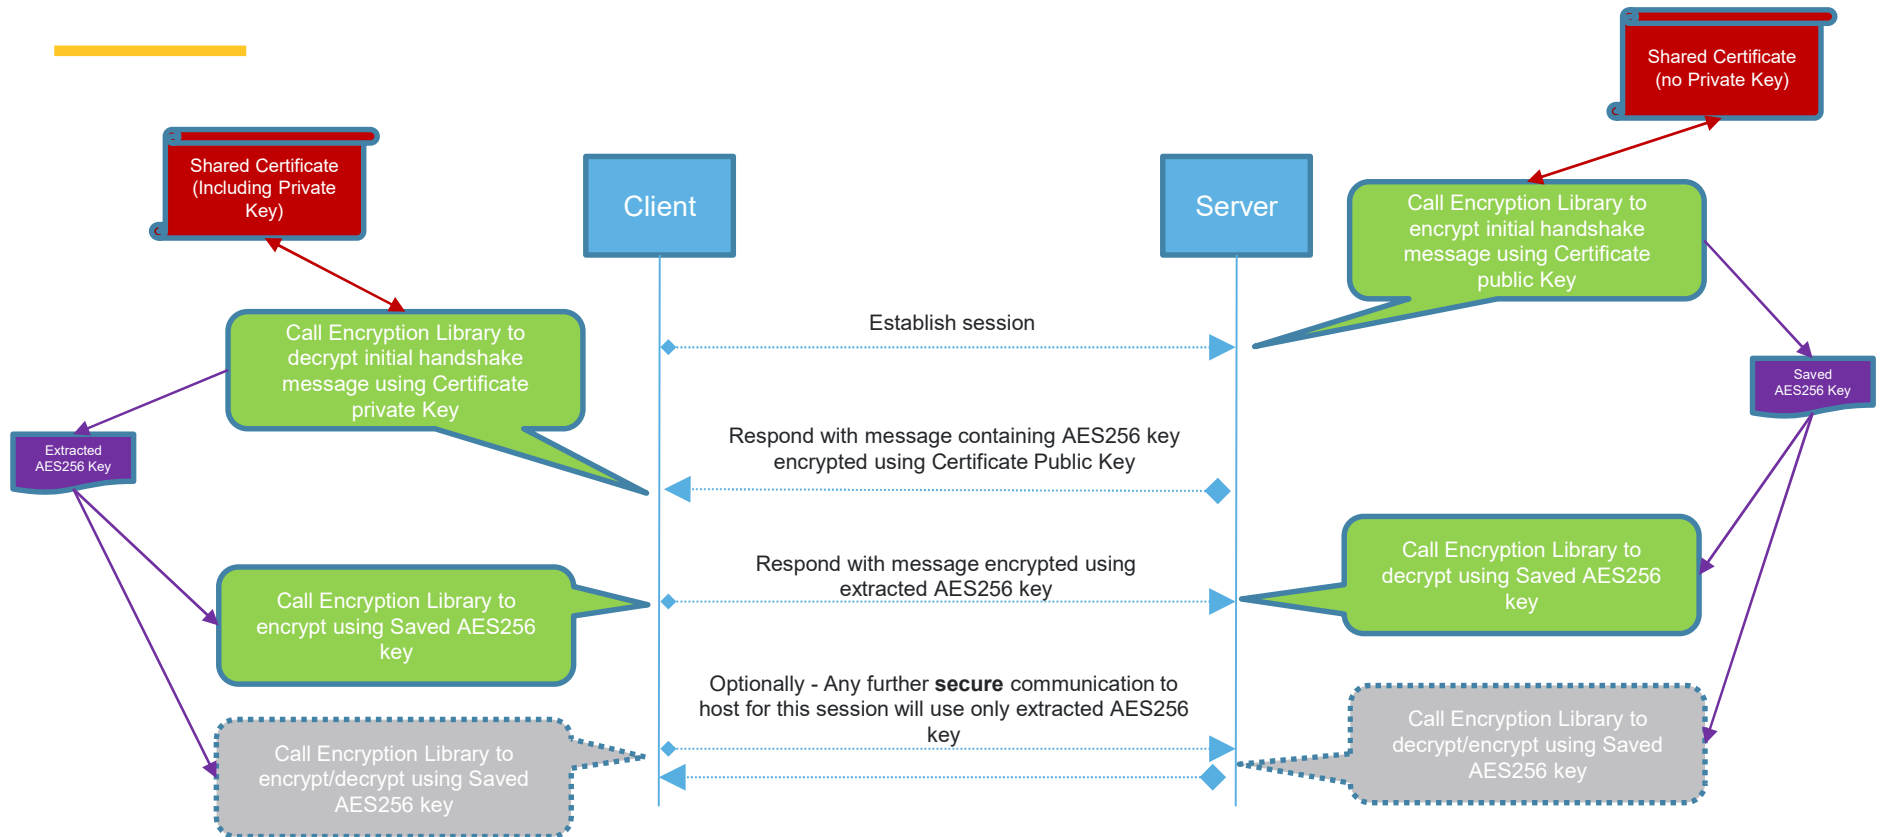 Shared Certificate
(no Private Key)
Shared Certificate
(Including Private
Key)
Client
Server
Call Encryption Library to
encrypt initial handshake
message using Certificate
public Key
Establish session
Call Encryption Library to
decrypt initial handshake
message using Certificate
private Key
Saved
AES256 Key
Extracted
AES256 Key
Respond with message containing AES256 key
encrypted using Certificate Public Key
Respond with message encrypted using
extracted AES256 key
Call Encryption Library to
decrypt using Saved AES256
key
Call Encryption Library to
encrypt using Saved AES256
key
Optionally - Any further secure communication to
host for this session will use only extracted AES256
key
Call Encryption Library to
encrypt/decrypt using Saved
AES256 key
Call Encryption Library to
decrypt/encrypt using Saved
AES256 key